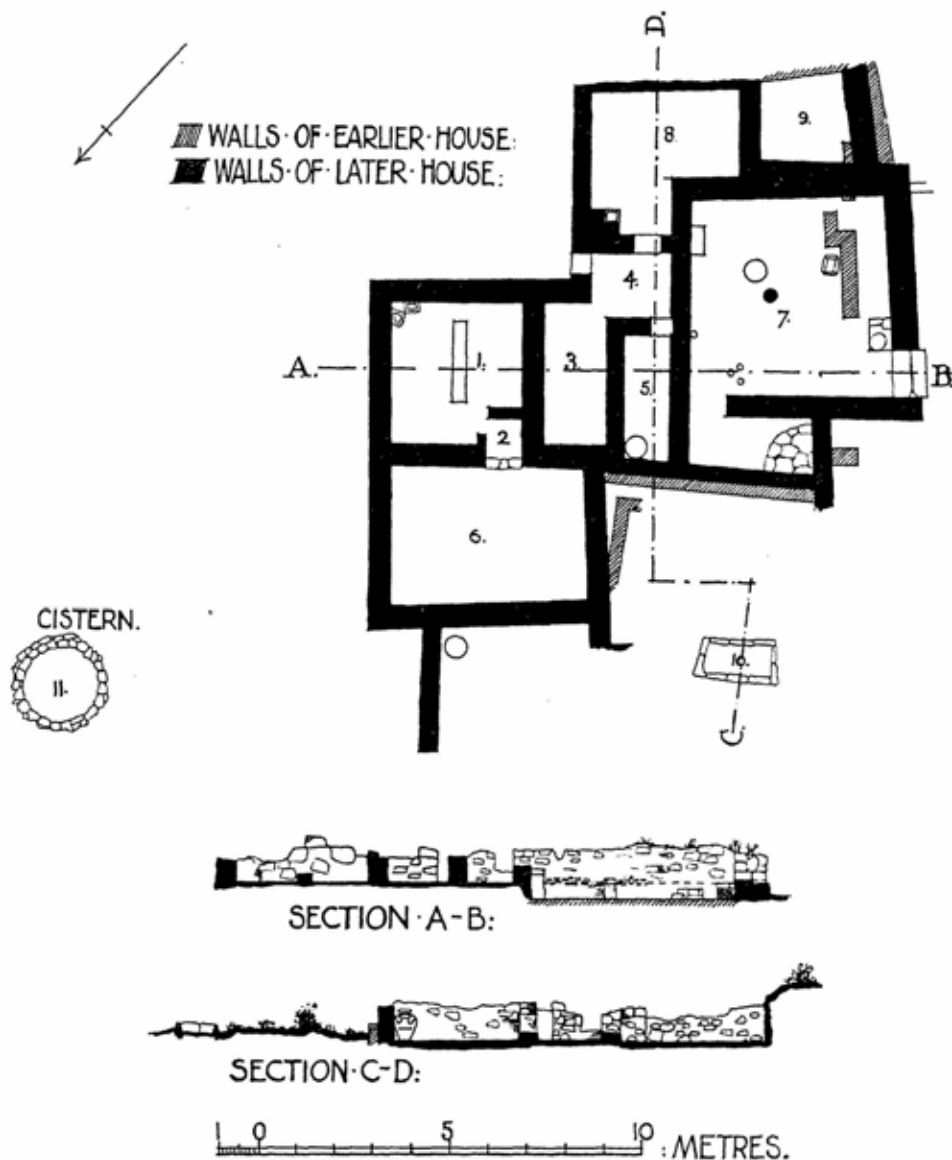 D.
WALLS·OF·EARLIER·HOUSE:
WALLS·OF·LATER·HOUSE:
8.
9.
4.
7.
A.
1.
3.
5.
B.
2
6.
CISTERN.
10.
11.
C
SECTION·A-B:
SECTION·C-D:
1 0 5 10 :METRES.